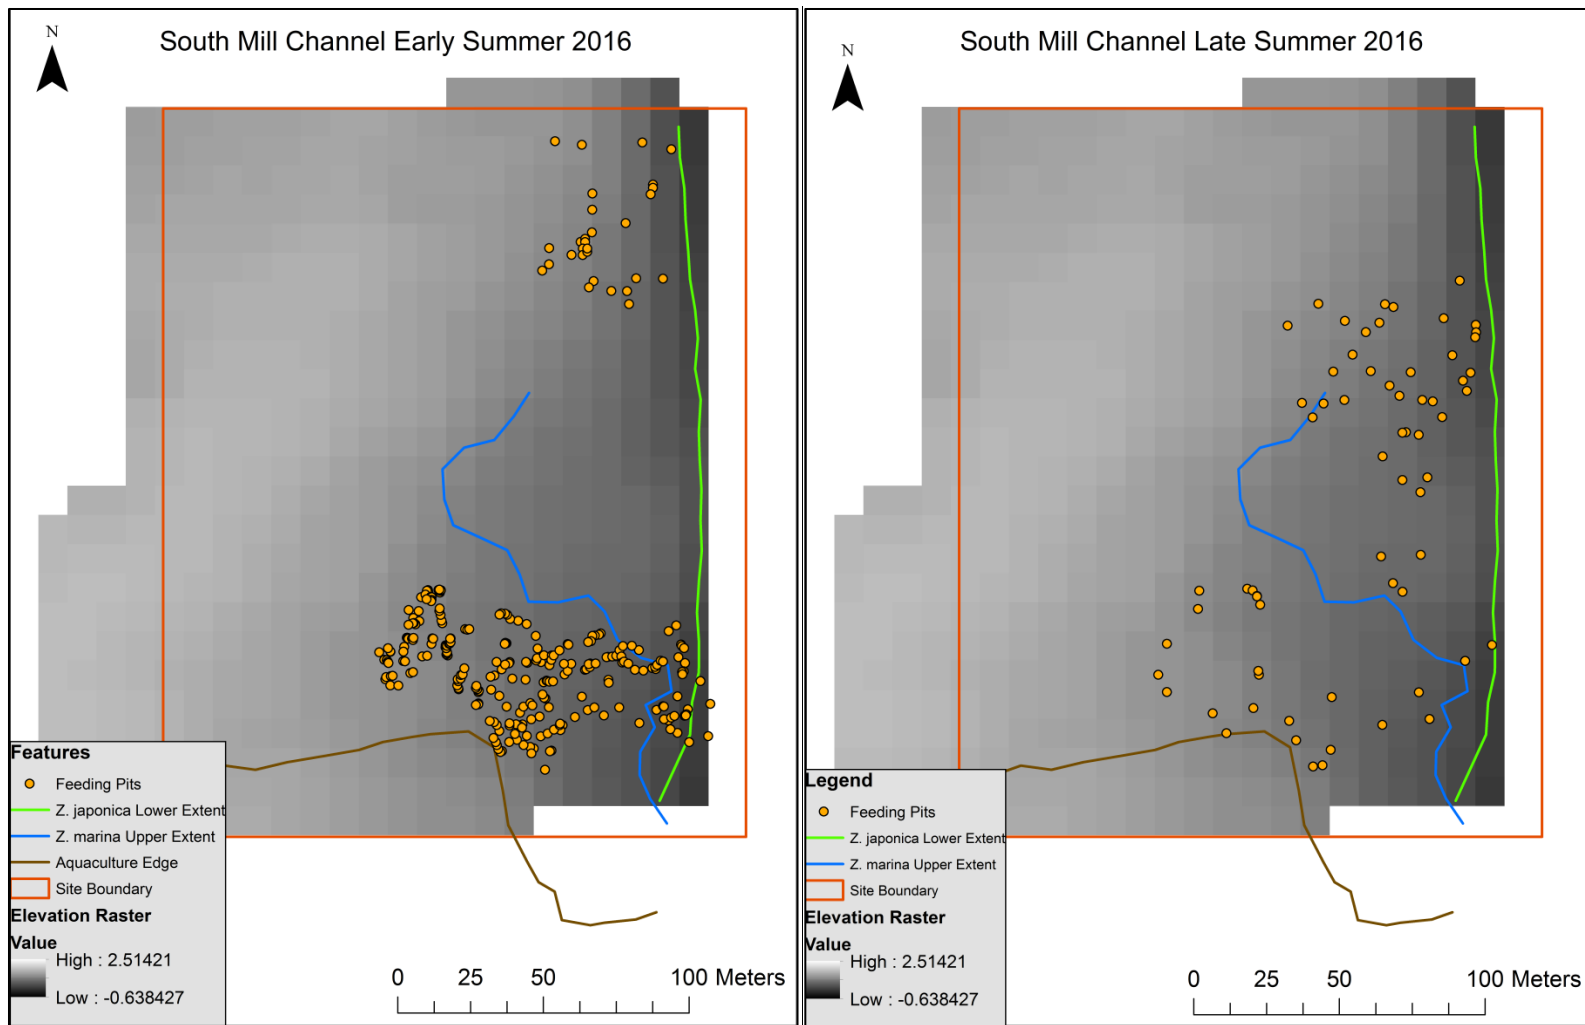 N
South Mill Channel Early Summer 2016
Features
Feeding Pits
Z. japonica Lower Extent
Z. marina Upper Extent
Aquaculture Edge
Site Boundary
Elevation Raster
Value
High : 2.51421
Low : -0.638427
0 50 100 Meters
N
South Mill Channel Late Summer 2016
Legend
Feeding Pits
Z. japonica Lower Extent
Z. marina Upper Extent
Site Boundary
Elevation Raster
Value
High : 2.51421
Low : -0.638427
0 25 50 100 Meters